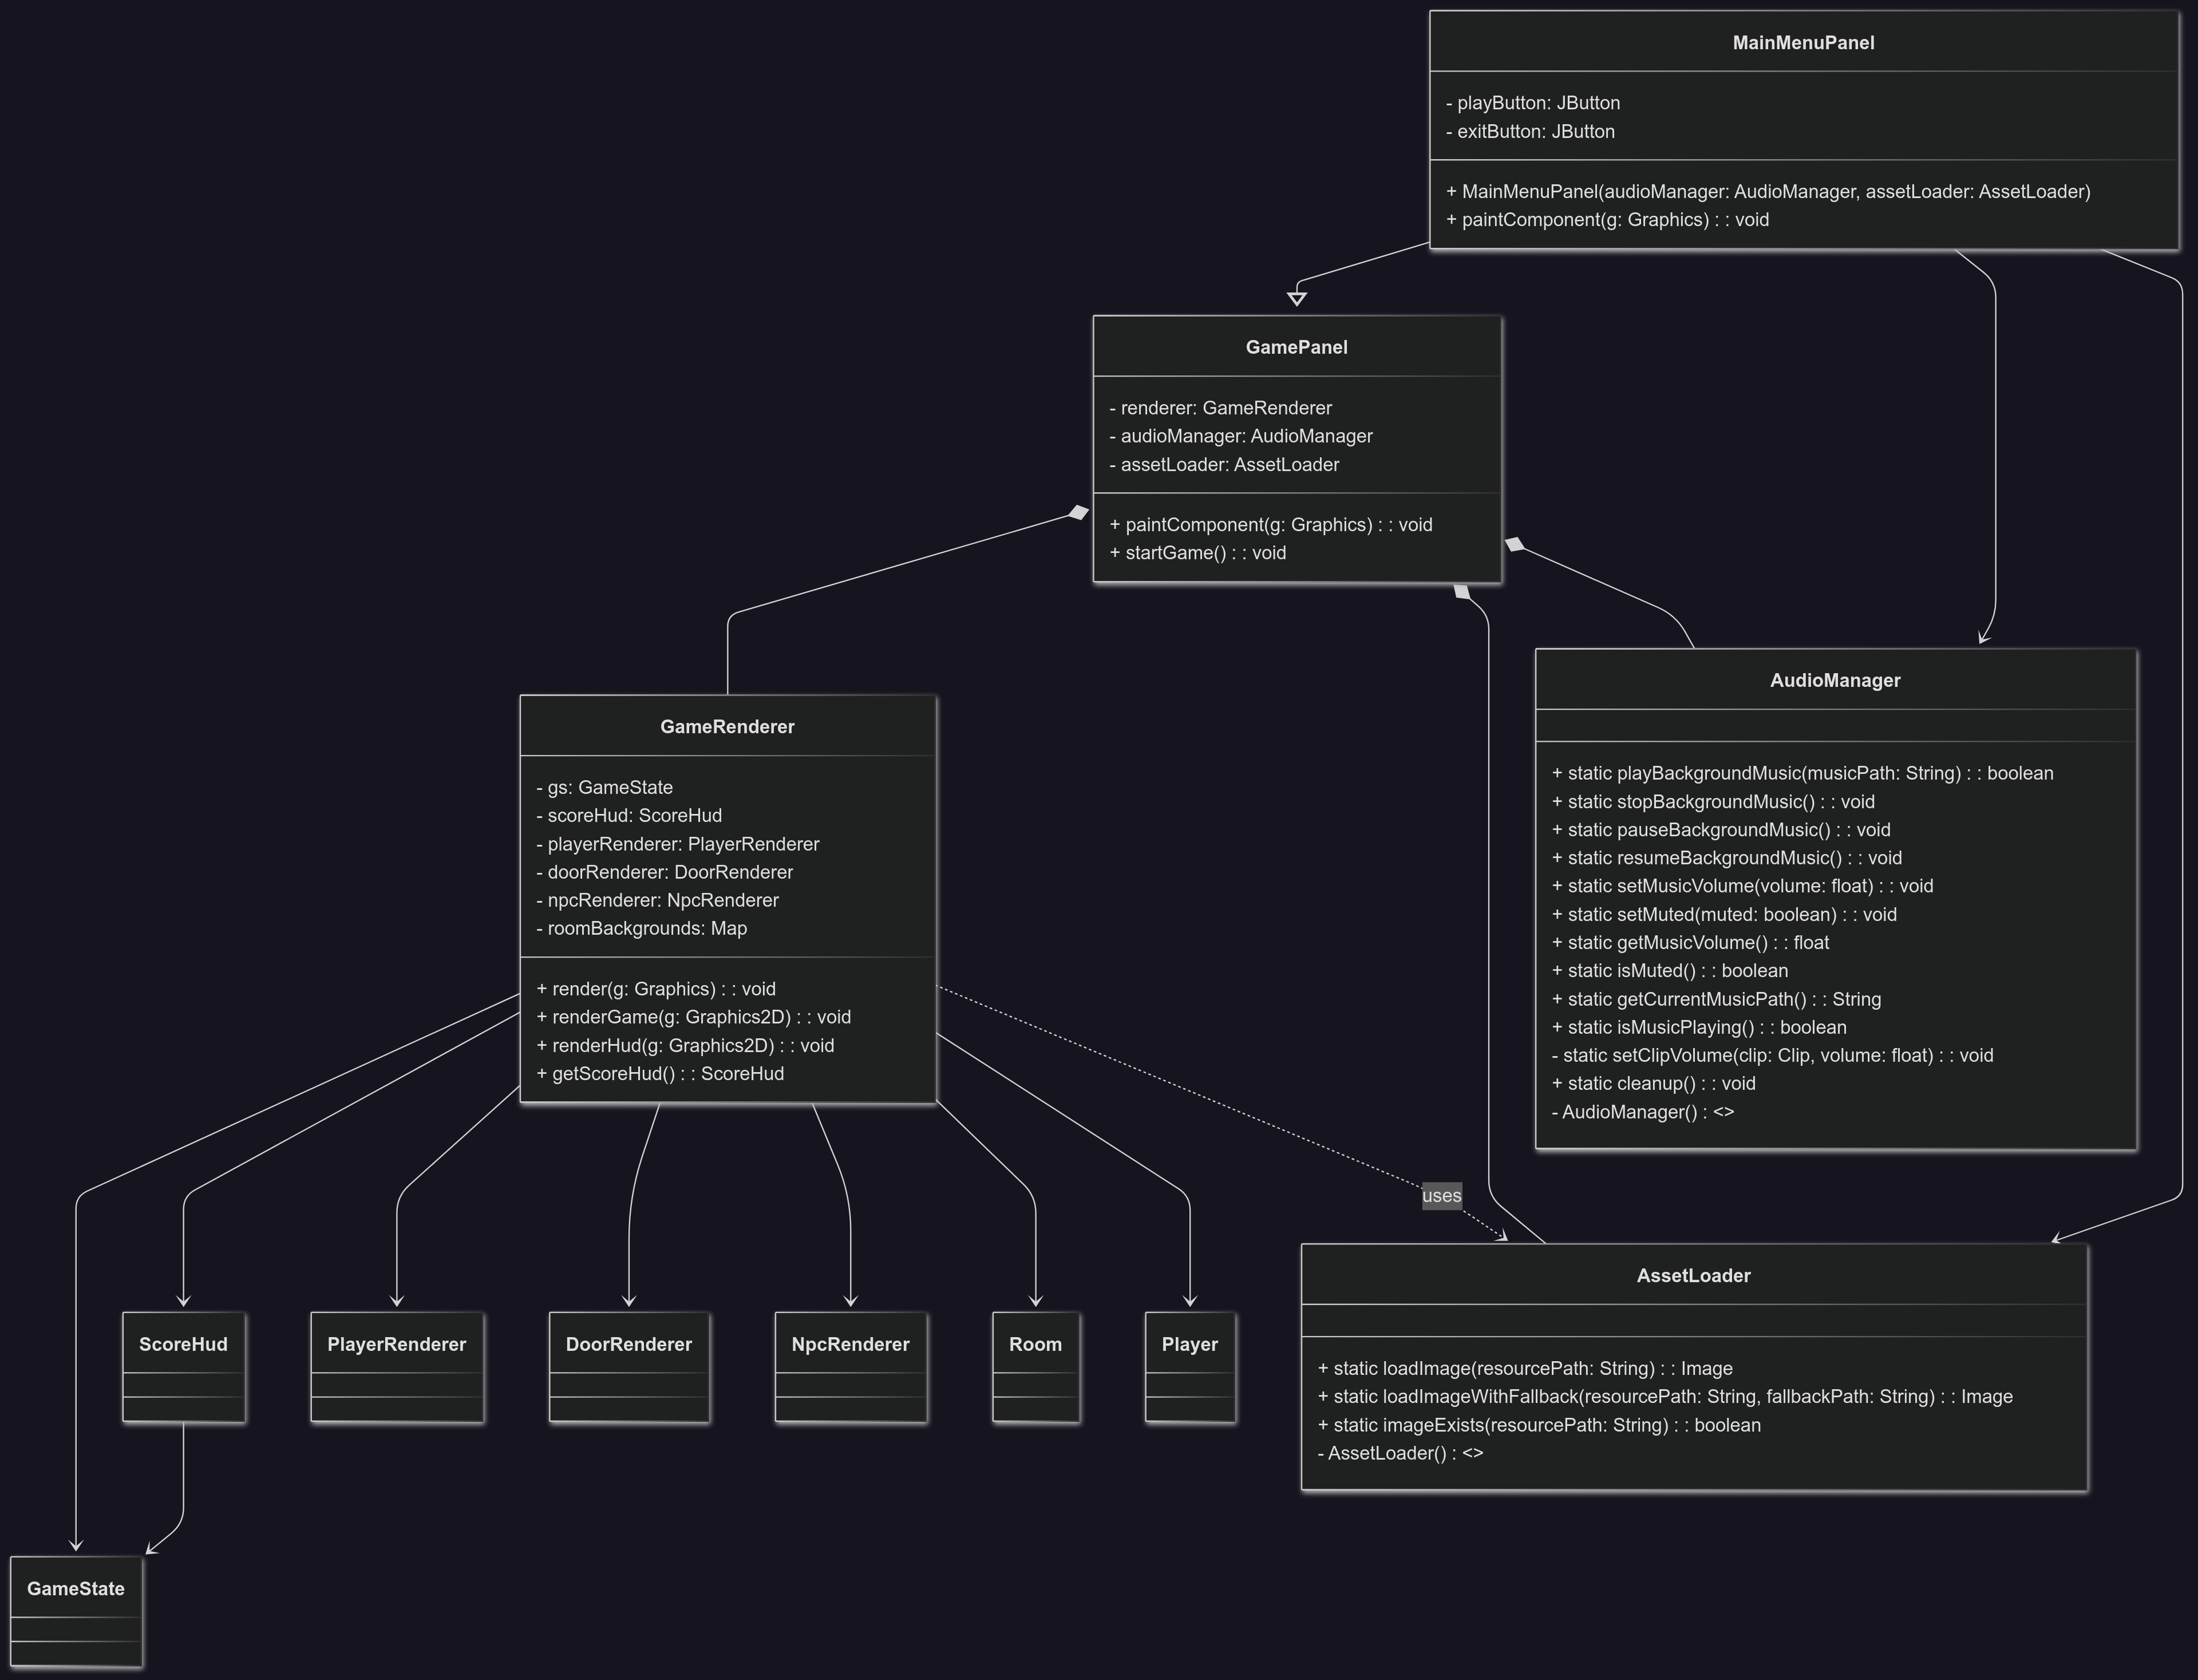 MainMenuPanel
- playButton: JButton
- exitButton: JButton
+ MainMenuPanel(audioManager: AudioManager, assetLoader: AssetLoader)
+ paintComponent(g: Graphics) : : void
GamePanel
- renderer: GameRenderer
- audioManager: AudioManager
- assetLoader: AssetLoader
+ paintComponent(g: Graphics) : : void
+ startGame() : : void
AudioManager
+ static playBackgroundMusic(musicPath: String) : : boolean
+ static stopBackgroundMusic() : : void
+ static pauseBackgroundMusic() : : void
+ static resumeBackgroundMusic() : : void
+ static setMusicVolume(volume: float) : : void
+ static setMuted(muted: boolean) : : void
+ static getMusicVolume() : : float
+ static isMuted() : : boolean
+ static getCurrentMusicPath() : : String
+ static isMusicPlaying() : : boolean
- static setClipVolume(clip: Clip, volume: float) : : void
+ static cleanup() : : void
- AudioManager() : <>
GameRenderer
- gs: GameState
- scoreHud: ScoreHud
- playerRenderer: PlayerRenderer
- doorRenderer: DoorRenderer
- npcRenderer: NpcRenderer
- roomBackgrounds: Map
+ render(g: Graphics) : : void
+ renderGame(g: Graphics2D) : : void
+ renderHud(g: Graphics2D) : : void
+ getScoreHud() : : ScoreHud
uses
AssetLoader
+ static loadImage(resourcePath: String) : : Image
+ static loadImageWithFallback(resourcePath: String, fallbackPath: String) : : Image
+ static imageExists(resourcePath: String) : : boolean
- AssetLoader() : <>
ScoreHud
PlayerRenderer
DoorRenderer
NpcRenderer
Room
Player
GameState